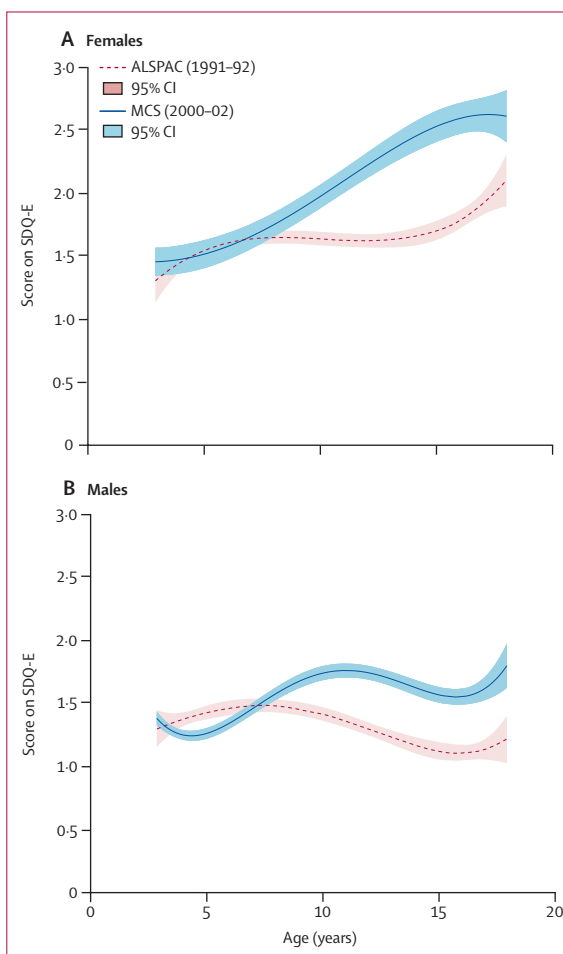 A Females
ALSPAC (1991–92)
95% CI
MCS (2000–02)
95% CI
3·0
2·5
2·0
1·5
1·0
0·5
0
Score on SDQ-E
B Males
3·0
2·5
2·0
1·5
1·0
0·5
0
Score on SDQ-E
0 5 10 15 20
Age (years)